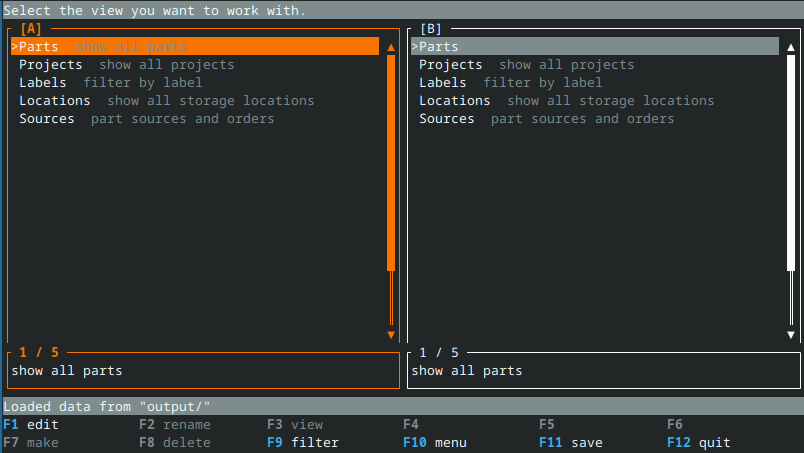 Select the view you want to work with.
[A] [B]
>Parts show all parts >Parts
Projects show all projects Projects show all projects
Labels filter by label Labels filter by label
Locations show all storage locations Locations show all storage locations
Sources part sources and orders Sources part sources and orders
1 / 5 1 / 5
show all parts show all parts
Loaded data from "output/"
F1 edit F2 rename F3 view F4 F5 F6
F7 make F8 delete F9 filter F10 menu F11 save F12 quit